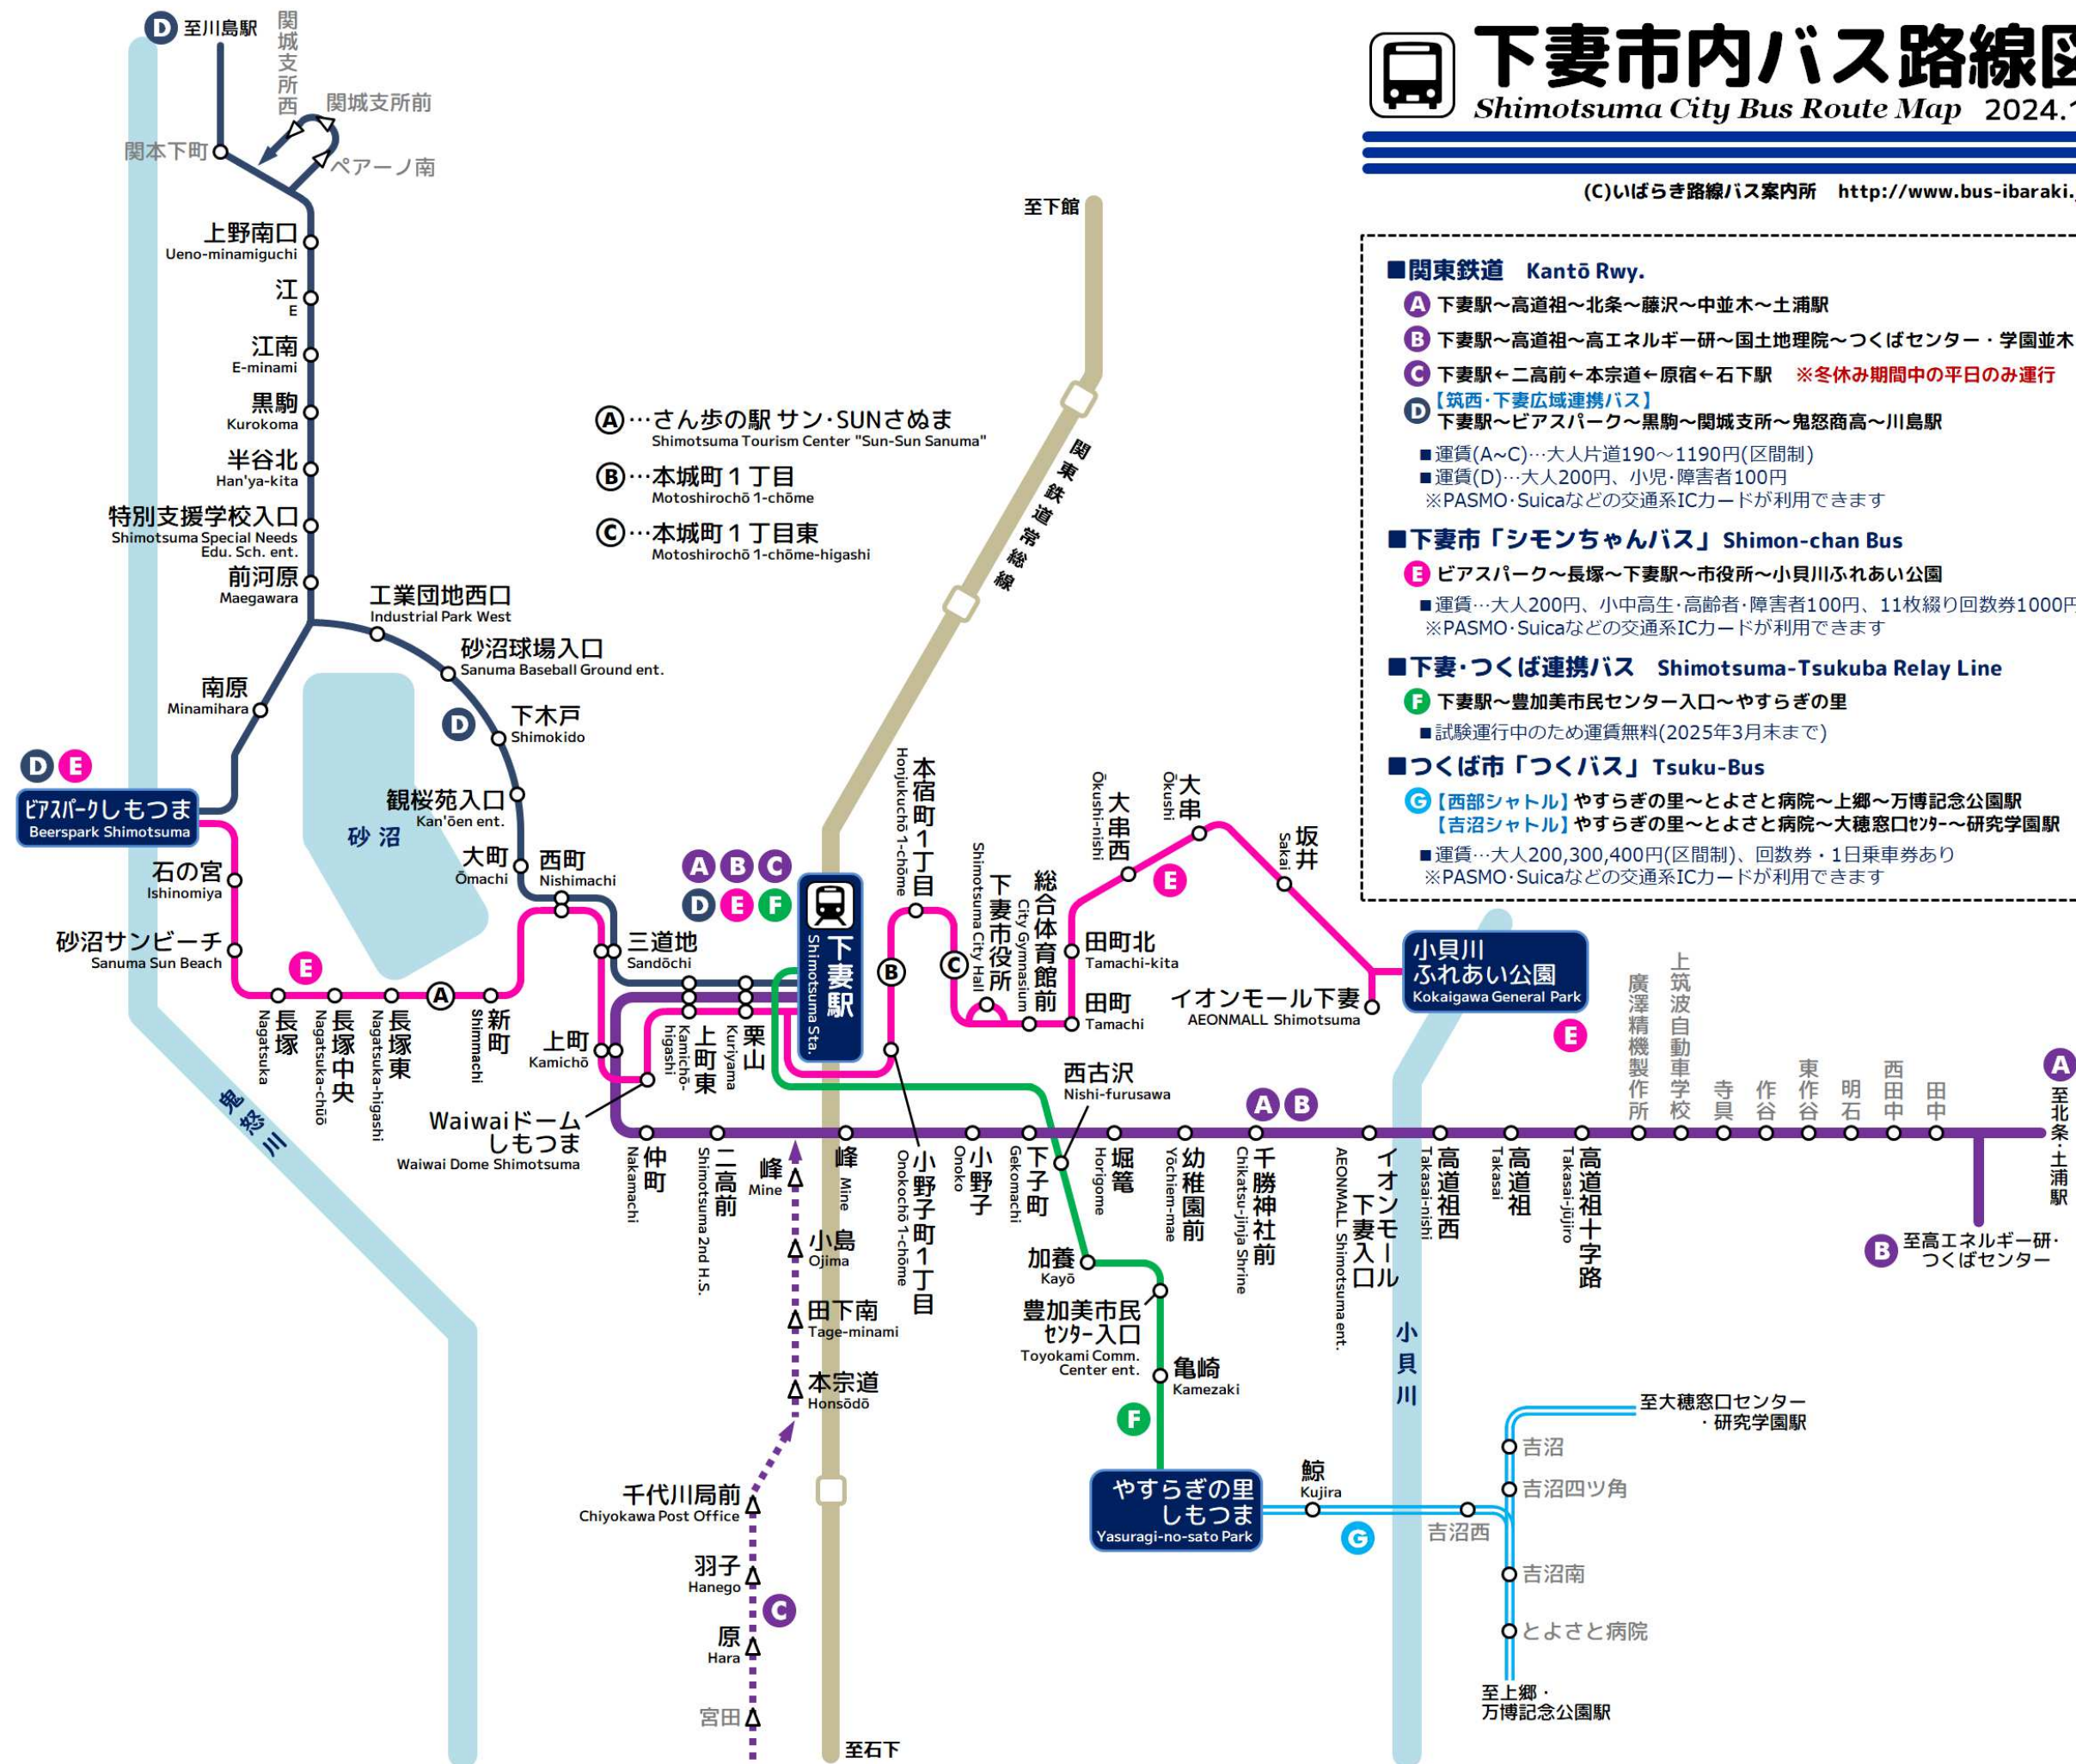 下妻市内バス路線図
Shimotsuma City Bus Route Map 2024.1
(C)いばらき路線バス案内所 http://www.bus-ibaraki.
■関東鉄道 Kantō Rwy.
A 下妻駅～高道祖～北条～藤沢～中並木～土浦駅
B 下妻駅～高道祖～高エネルギー研～国土地理院～つくばセンター・学園並木
C 下妻駅←二高前←本宗道←原宿←石下駅 ※冬休み期間中の平日のみ運行
【筑西・下妻広域連携バス】
D 下妻駅～ビアスパーク～黒駒～関城支所～鬼怒商高～川島駅
■運賃(A~C)…大人片道190～1190円(区間制)
■運賃(D)…大人200円、小児・障害者100円
※PASMO・Suicaなどの交通系ICカードが利用できます
■下妻市「シモンちゃんバス」Shimon-chan Bus
E ビアスパーク～長塚～下妻駅～市役所～小貝川ふれあい公園
■運賃…大人200円、小中高生・高齢者・障害者100円、11枚綴り回数券1000円
※PASMO・Suicaなどの交通系ICカードが利用できます
■下妻・つくば連携バス Shimotsuma-Tsukuba Relay Line
F 下妻駅～豊加美市民センター入口～やすらぎの里
■試験運行中のため運賃無料(2025年3月末まで)
■つくば市「つくバス」Tsuku-Bus
G 【西部シャトル】やすらぎの里～とよさと病院～上郷～万博記念公園駅
【吉沼シャトル】やすらぎの里～とよさと病院～大穂窓口ｾﾝﾀｰ～研究学園駅
■運賃…大人200,300,400円(区間制)、回数券・1日乗車券あり
※PASMO・Suicaなどの交通系ICカードが利用できます
D 至川島駅
関城支所西
関城支所前
関本下町
ペアーノ南
上野南口
Ueno-minamiguchi
江
E
江南
E-minami
黒駒
Kurokoma
半谷北
Han'ya-kita
特別支援学校入口
Shimotsuma Special Needs
Edu. Sch. ent.
前河原
Maegawara
工業団地西口
Industrial Park West
砂沼球場入口
Sanuma Baseball Ground ent.
南原
Minamihara
D
下木戸
Shimokido
D E
ﾋﾞｱｽﾊﾟｰｸしもつま
Beerspark Shimotsuma
観桜苑入口
Kan'ōen ent.
砂沼
大町
Ōmachi
西町
Nishimachi
石の宮
Ishinomiya
砂沼サンビーチ
Sanuma Sun Beach
E
長塚
Nagatsuka
長塚中央
Nagatsuka-chūō
長塚東
Nagatsuka-higashi
A
新町
Shimmachi
三道地
Sandōchi
上町
Kamichō
Waiwaiドーム
しもつま
Waiwai Dome Shimotsuma
上町東
Kamichō-
higashi
栗山
Kuriyama
鬼怒川
A…さん歩の駅 サン・SUNさぬま
Shimotsuma Tourism Center "Sun-Sun Sanuma"
B…本城町１丁目
Motoshirochō 1-chōme
C…本城町１丁目東
Motoshirochō 1-chōme-higashi
至下館
関東鉄道常総線
A B C
D E F
下妻駅
Shimotsuma Sta.
B
本宿町１丁目
Honjukuchō 1-chōme
C
下妻市役所
Shimotsuma City Hall
総合体育館前
City Gymnasium
田町北
Tamachi-kita
田町
Tamachi
大串西
Ōkushi-nishi
大串
Ōkushi
E
坂井
Sakai
イオンモール下妻
AEONMALL Shimotsuma
小貝川
ふれあい公園
Kokaigawa General Park
E
西古沢
Nishi-furusawa
A B
仲町
Nakamachi
二高前
Shimotsuma 2nd H.S.
峰
Mine
峰
Mine
小野子町１丁目
Onokochō 1-chōme
小野子
Onoko
下子町
Gekomachi
堀篭
Horigome
幼稚園前
Yōchiem-mae
千勝神社前
Chikatsu-jinja Shrine
イオンモール
下妻入口
AEONMALL Shimotsuma ent.
高道祖西
Takasai-nishi
高道祖
Takasai
高道祖十字路
Takasai-jūjiro
廣澤精機製作所
上筑波自動車学校
寺具
作谷
東作谷
明石
西田中
田中
A
至北条・土浦駅
B
至高エネルギー研・
つくばセンター
小島
Ojima
田下南
Tage-minami
本宗道
Honsōdō
千代川局前
Chiyokawa Post Office
羽子
Hanego
C
原
Hara
宮田
至石下
加養
Kayō
豊加美市民
ｾﾝﾀｰ入口
Toyokami Comm.
Center ent.
亀崎
Kamezaki
F
やすらぎの里
しもつま
Yasuragi-no-sato Park
鯨
Kujira
G
小貝川
吉沼西
至大穂窓口センター
・研究学園駅
吉沼
吉沼四ツ角
吉沼南
とよさと病院
至上郷・
万博記念公園駅